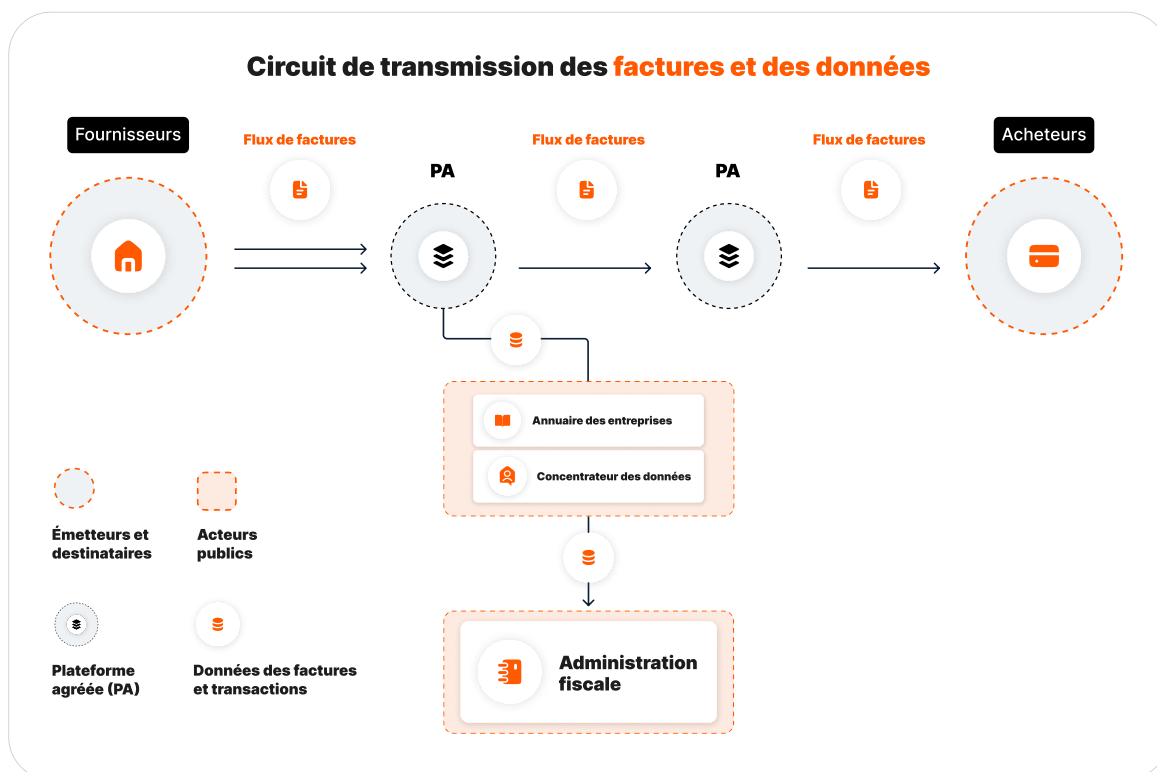 Circuit de transmission des factures et des données
Fournisseurs
Flux de factures
PA
Flux de factures
PA
Flux de factures
Acheteurs
Annuaire des entreprises
Concentrateur des données
Émetteurs et
destinataires
Acteurs
publics
Plateforme
agréée (PA)
Données des factures
et transactions
Administration
fiscale